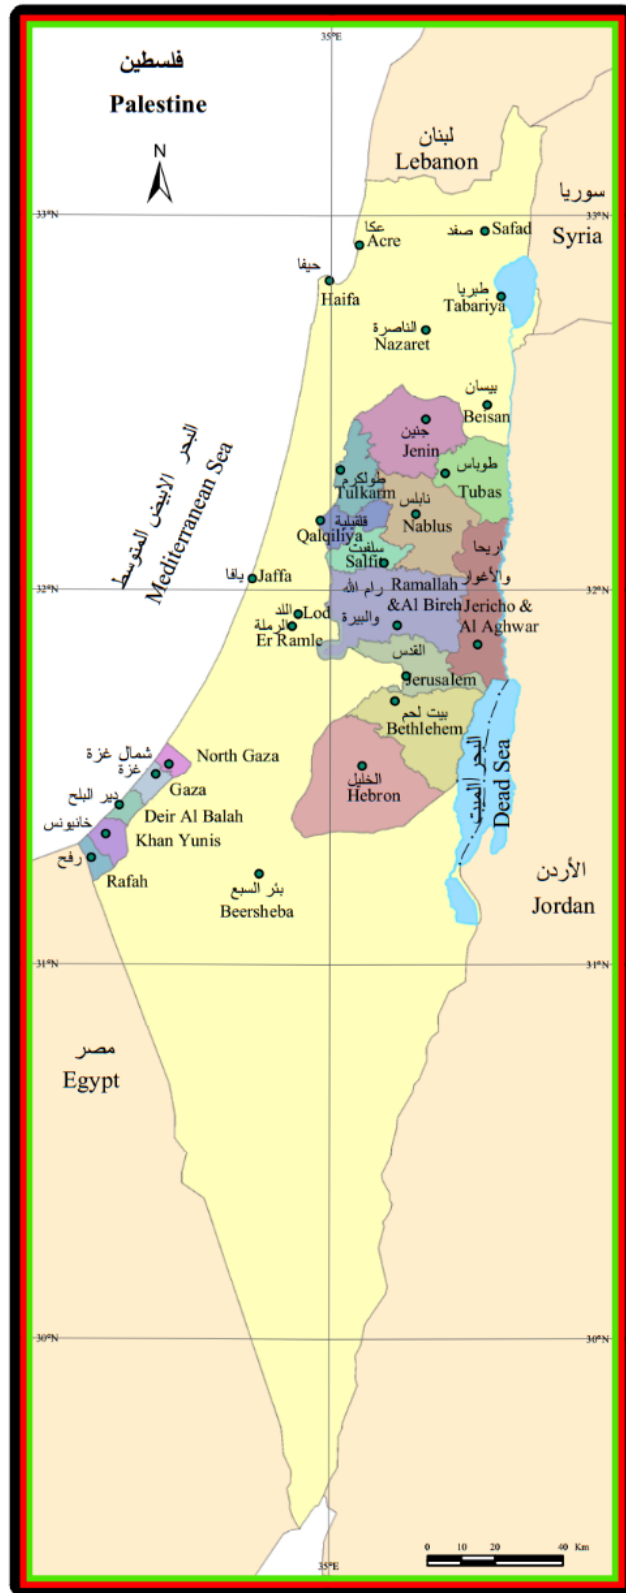 35°E
فلسطين
Palestine
N
لبنان
Lebanon
سوريا
Syria
33°N
33°N
عكا
Acre
صفد
Safad
حيفا
Haifa
طبريا
Tabariya
الناصرة
Nazaret
بيسان
Beisan
جنين
Jenin
البحر الابيض المتوسط
Mediterranean Sea
طولكرم
Tulkarm
طوباس
Tubas
نابلس
Nablus
قلقيلية
Qalqiliya
سلفيت
Salfit
اريحا
والأغوار
Jericho &
Al Aghwar
32°N
32°N
يافا
Jaffa
رام الله
والبيرة
Ramallah
&Al Bireh
اللد
Lod
الرملة
Er Ramle
القدس
Jerusalem
بيت لحم
Bethlehem
البحر الميت
Dead Sea
شمال غزة
North Gaza
غزة
Gaza
الخليل
Hebron
دير البلح
Deir Al Balah
خانيونس
Khan Yunis
رفح
Rafah
بئر السبع
Beersheba
الأردن
Jordan
31°N
31°N
مصر
Egypt
30°N
30°N
0 10 20 40 Km
35°E